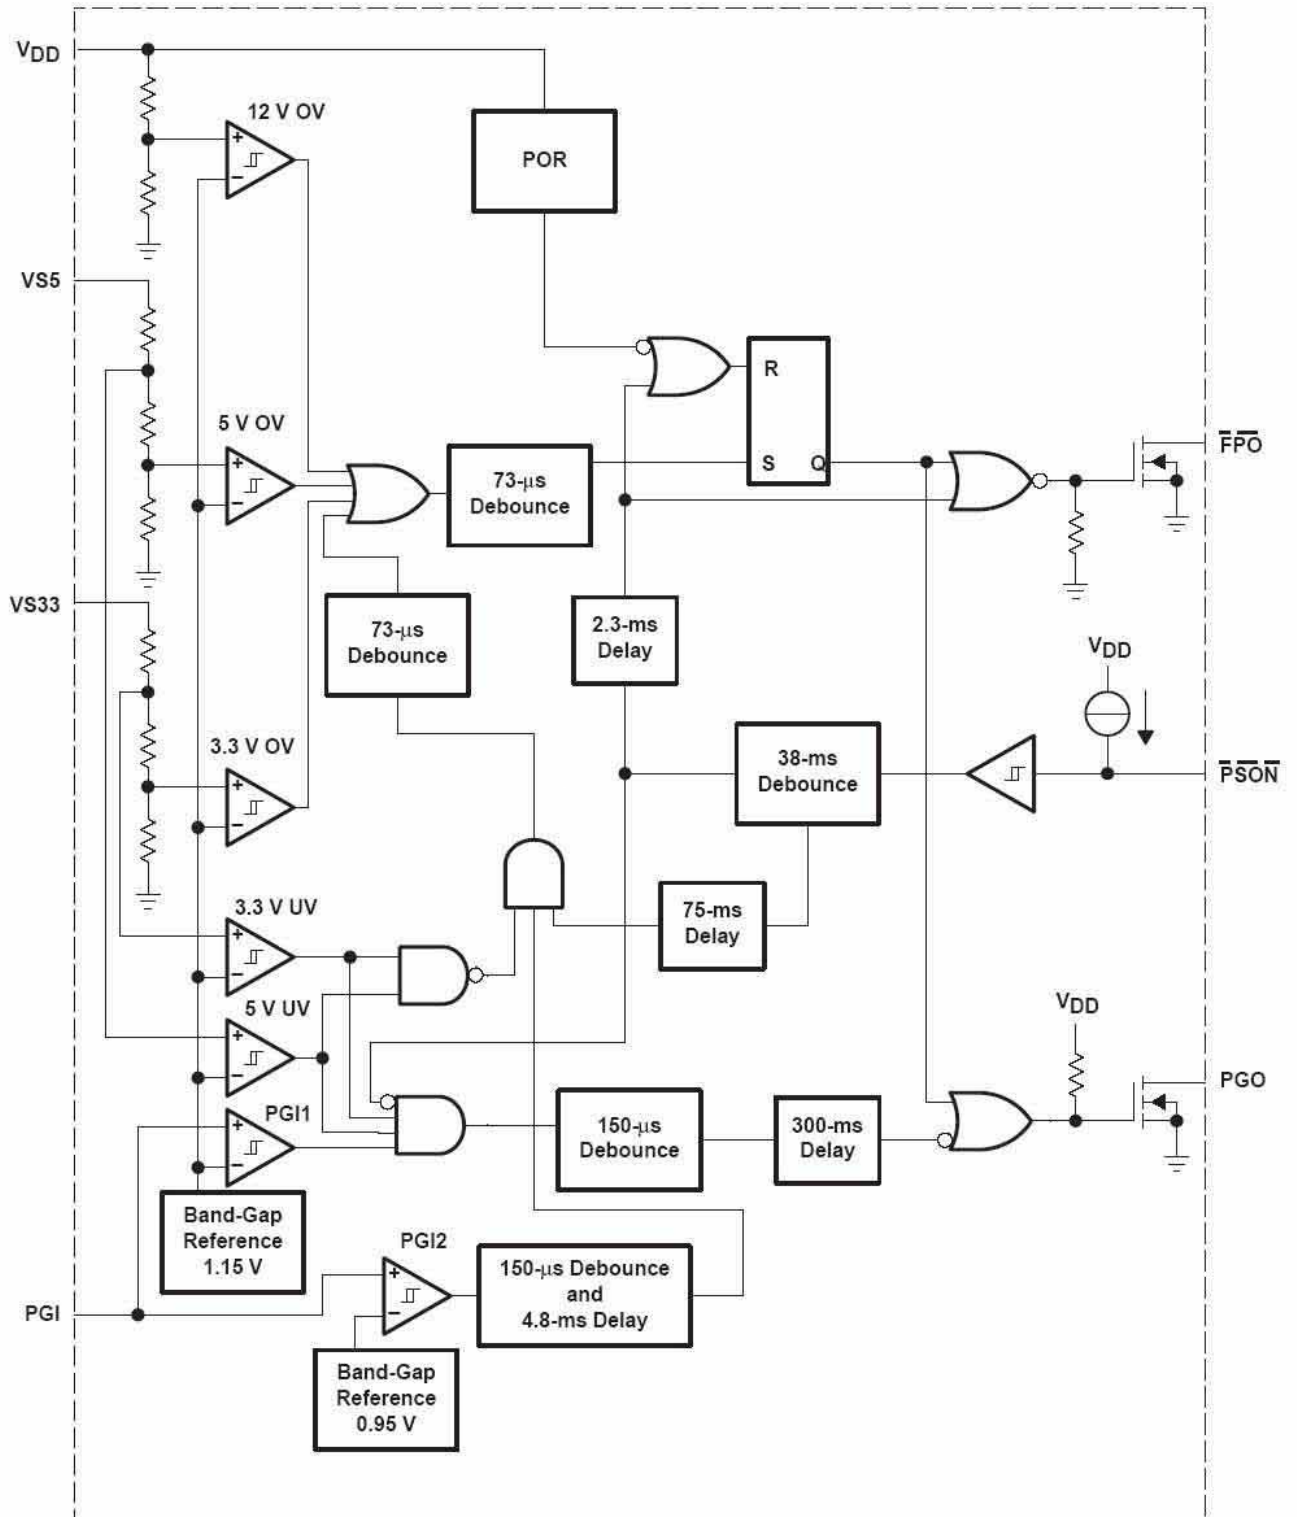 VDD
12 V OV
+
−
POR
VS5
5 V OV
+
−
73-μs
Debounce
R
S
Q
FPO
VS33
73-μs
Debounce
2.3-ms
Delay
VDD
3.3 V OV
+
−
38-ms
Debounce
PSON
75-ms
Delay
3.3 V UV
+
−
5 V UV
+
−
VDD
PGI1
+
−
150-μs
Debounce
300-ms
Delay
PGO
Band-Gap
Reference
1.15 V
PGI2
+
−
150-μs Debounce
and
4.8-ms Delay
PGI
Band-Gap
Reference
0.95 V